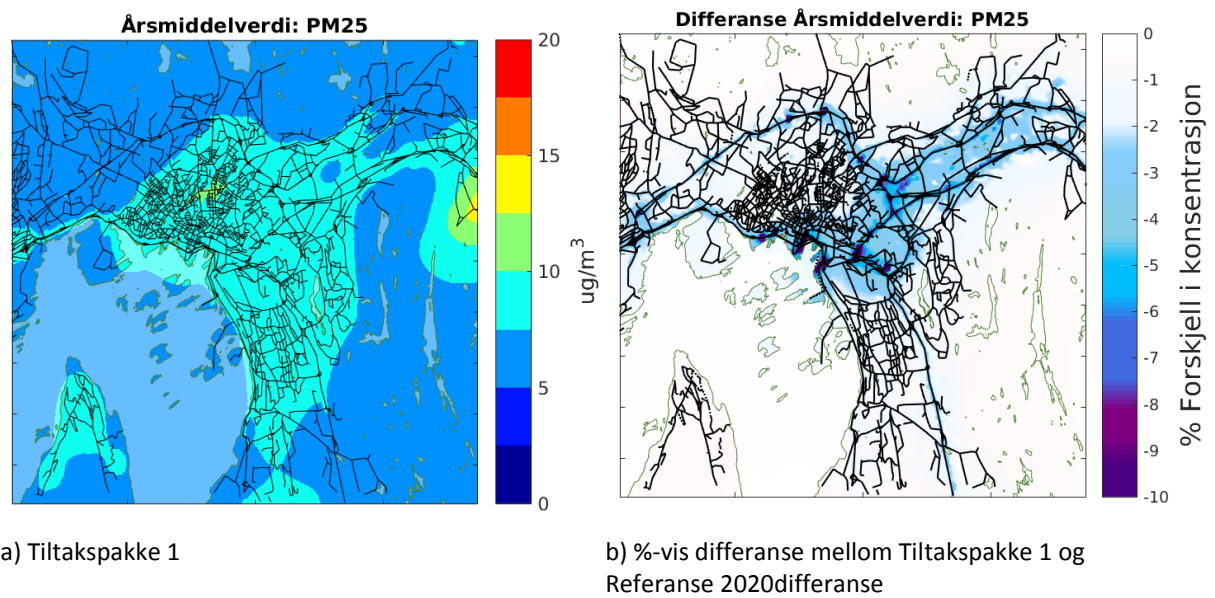 Årsmiddelverdi: PM25
20
15
10
5
0
ug/m3
Differanse Årsmiddelverdi: PM25
0
-1
-2
-3
-4
-5
-6
-7
-8
-9
-10
% Forskjell i konsentrasjon
a) Tiltakspakke 1
b) %-vis differanse mellom Tiltakspakke 1 og
Referanse 2020differanse